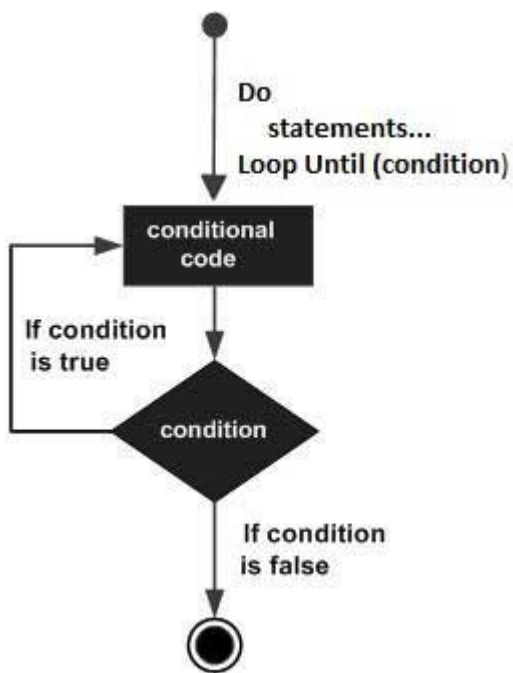 Do
statements...
Loop Until (condition)
conditional
code
If condition
is true
condition
If condition
is false